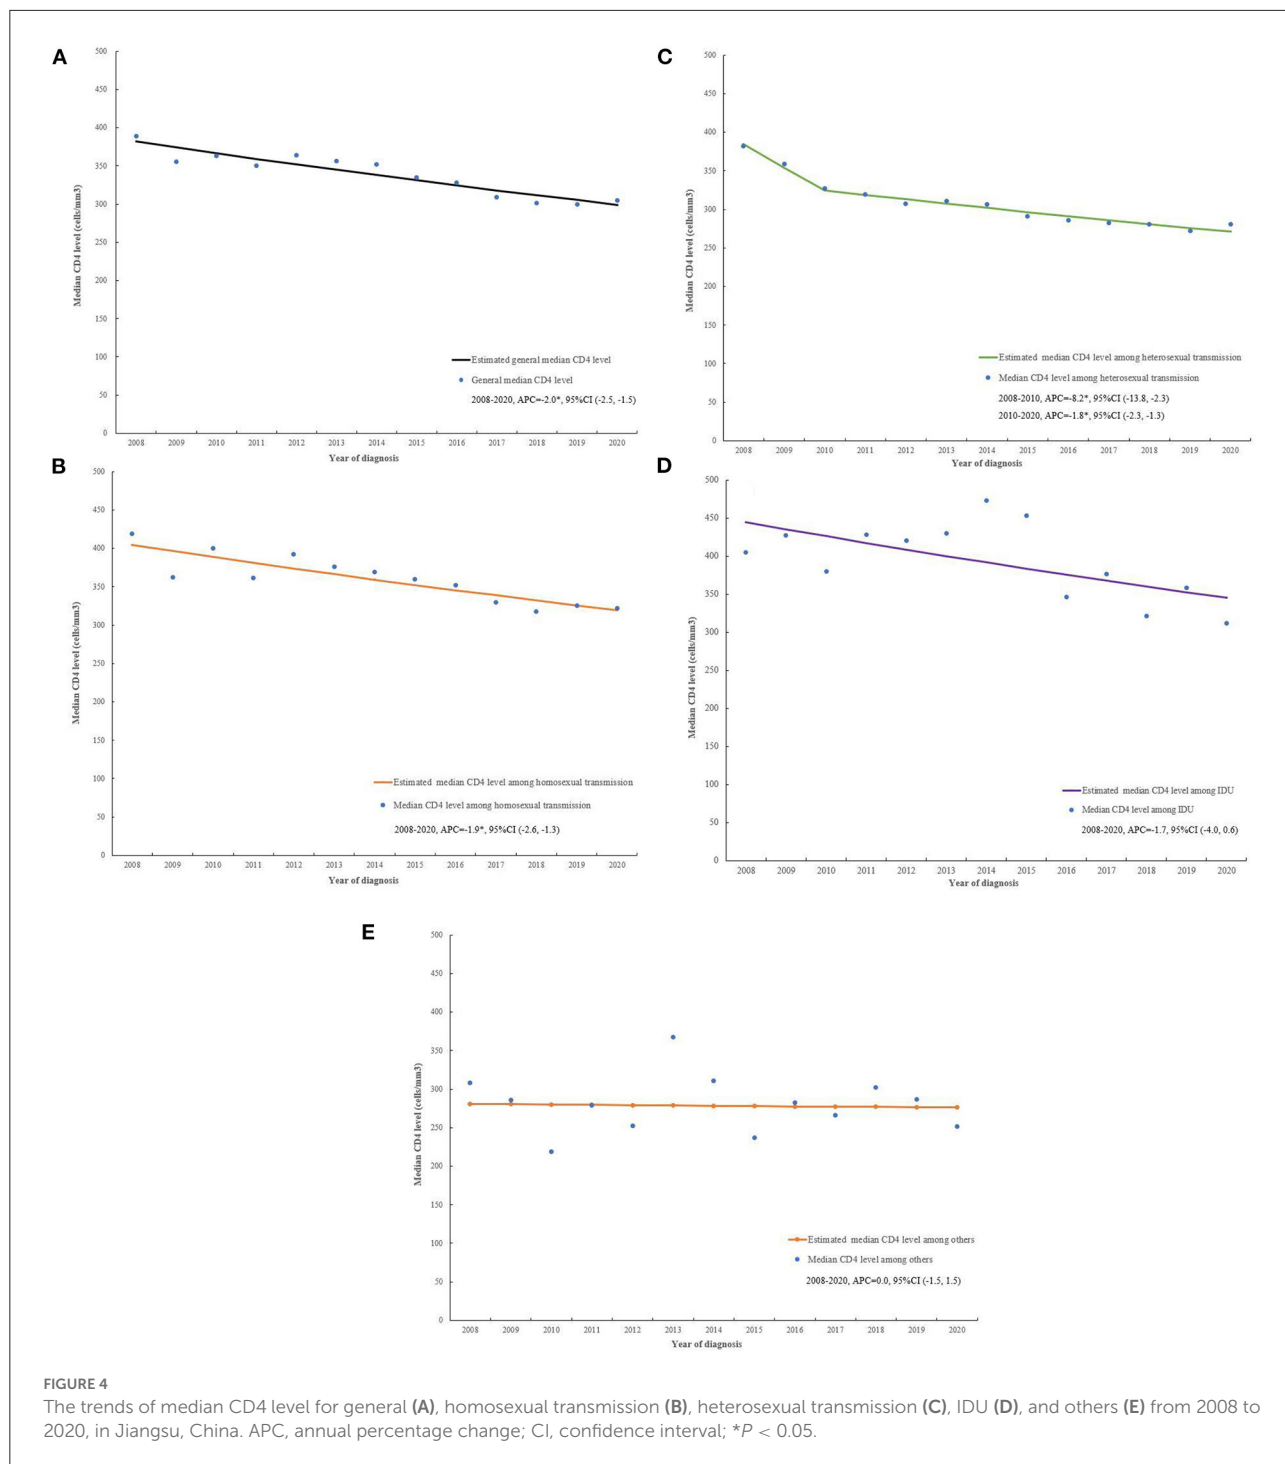 A
500
450
400
350
300
250
200
150
100
50
0
Median CD4 level (cells/mm3)
Estimated general median CD4 level
General median CD4 level
2008-2020, APC=-2.0*, 95%CI (-2.5, -1.5)
2008 2009 2010 2011 2012 2013 2014 2015 2016 2017 2018 2019 2020
Year of diagnosis
C
500
450
400
350
300
250
200
150
100
50
0
Median CD4 level (cells/mm3)
Estimated median CD4 level among heterosexual transmission
Median CD4 level among heterosexual transmission
2008-2010, APC=-8.2*, 95%CI (-13.8, -2.3)
2010-2020, APC=-1.8*, 95%CI (-2.3, -1.3)
2008 2009 2010 2011 2012 2013 2014 2015 2016 2017 2018 2019 2020
Year of diagnosis
B
500
450
400
350
300
250
200
150
100
50
0
Median CD4 level (cells/mm3)
Estimated median CD4 level among homosexual transmission
Median CD4 level among homosexual transmission
2008-2020, APC=-1.9*, 95%CI (-2.6, -1.3)
2008 2009 2010 2011 2012 2013 2014 2015 2016 2017 2018 2019 2020
Year of diagnosis
D
500
450
400
350
300
250
200
150
100
50
0
Median CD4 level (cells/mm3)
Estimated median CD4 level among IDU
Median CD4 level among IDU
2008-2020, APC=-1.7, 95%CI (-4.0, 0.6)
2008 2009 2010 2011 2012 2013 2014 2015 2016 2017 2018 2019 2020
Year of diagnosis
E
500
450
400
350
300
250
200
150
100
50
0
Median CD4 level (cells/mm3)
Estimated median CD4 level among others
Median CD4 level among others
2008-2020, APC=0.0, 95%CI (-1.5, 1.5)
2008 2009 2010 2011 2012 2013 2014 2015 2016 2017 2018 2019 2020
Year of diagnosis
FIGURE 4
The trends of median CD4 level for general (A), homosexual transmission (B), heterosexual transmission (C), IDU (D), and others (E) from 2008 to
2020, in Jiangsu, China. APC, annual percentage change; CI, confidence interval; *P < 0.05.